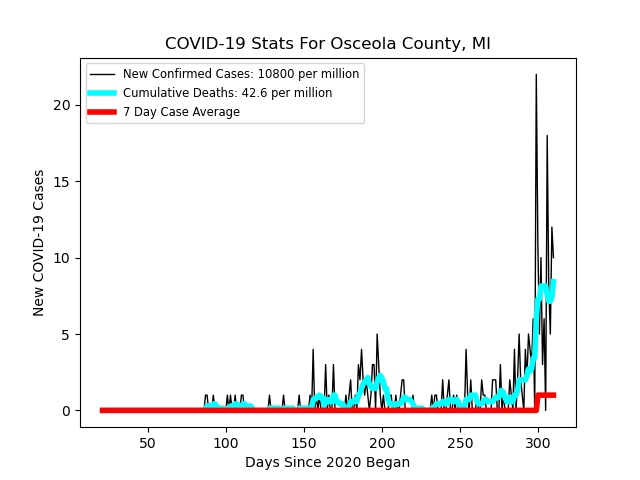 COVID-19 Stats For Osceola County, MI
New Confirmed Cases: 10800 per million
Cumulative Deaths: 42.6 per million
7 Day Case Average
New COVID-19 Cases
20
15
10
5
0
50 100 150 200 250 300
Days Since 2020 Began